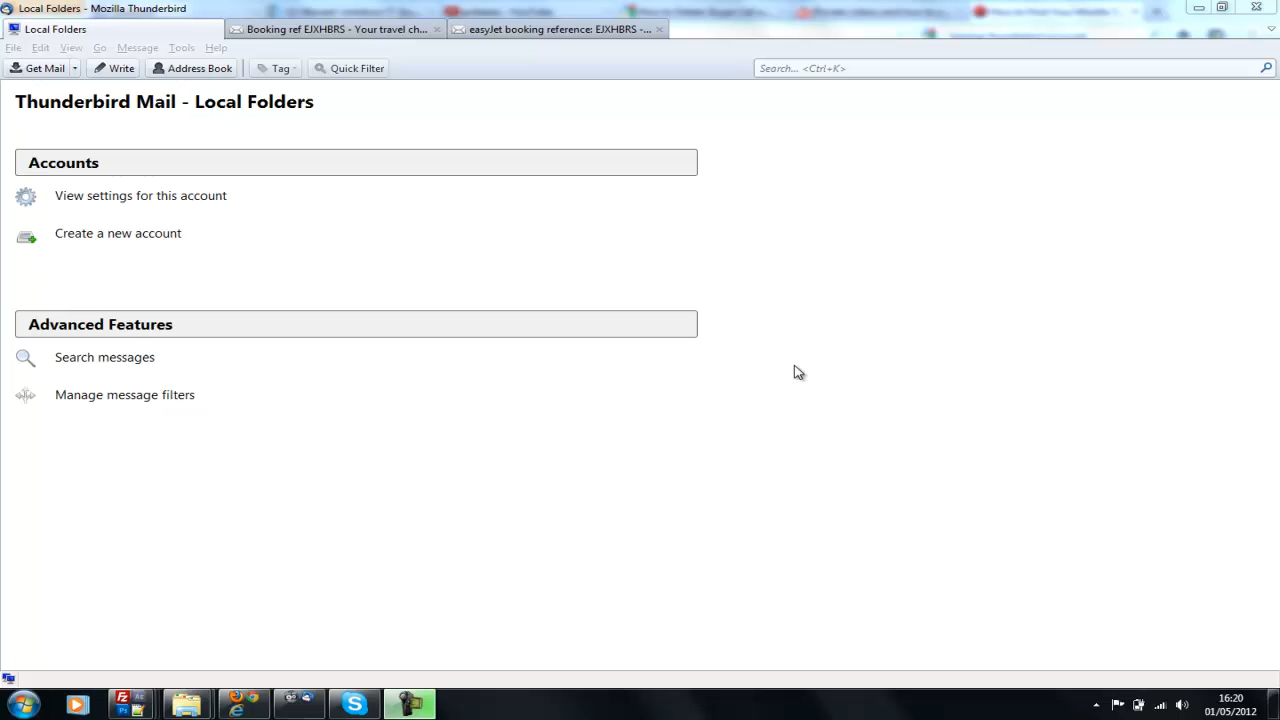 Local Folders - Mozilla Thunderbird
Local Folders
Booking ref EJXHBRS - Your travel ch...
easyJet booking reference: EJXHBRS -...
File Edit View Go Message Tools Help
Get Mail Write Address Book Tag Quick Filter Search... <Ctrl+K>
Thunderbird Mail - Local Folders
Accounts
View settings for this account
Create a new account
Advanced Features
Search messages
Manage message filters
16:20
01/05/2012